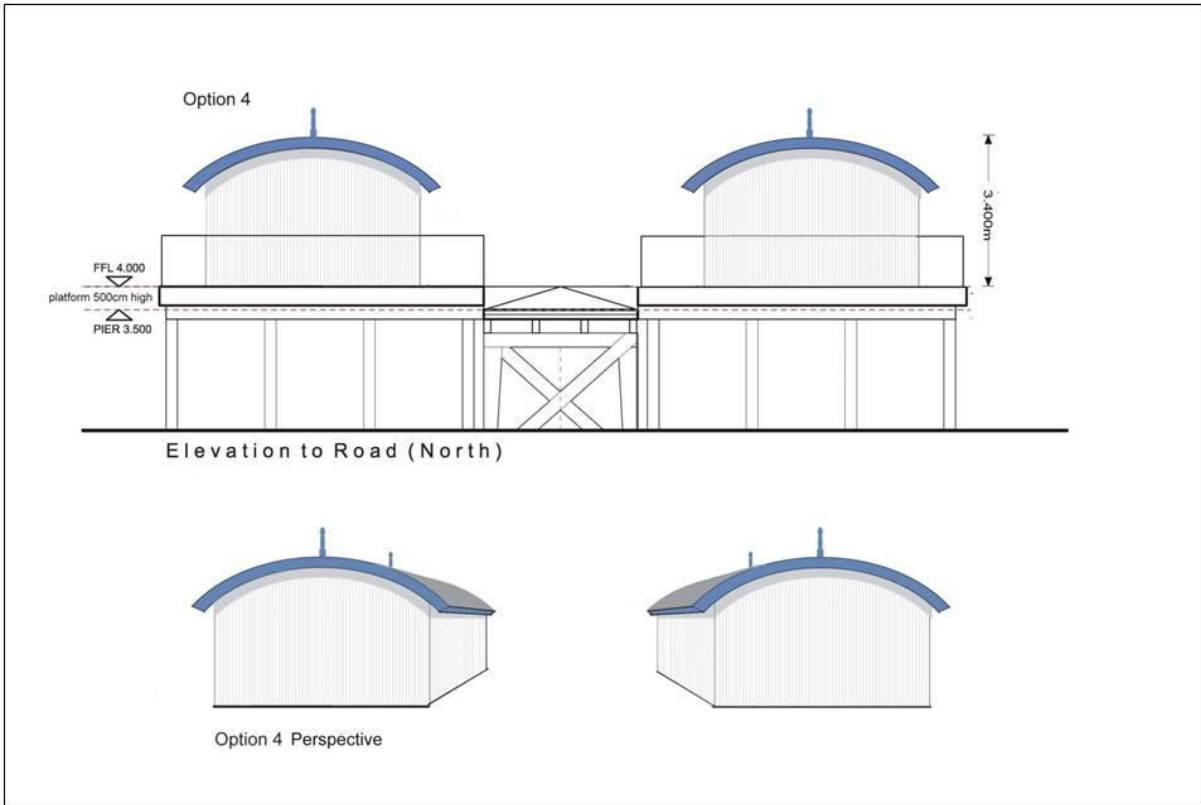 Option 4
3.400m
FFL 4.000
platform 500cm high
PIER 3.500
Elevation to Road (North)
Option 4 Perspective